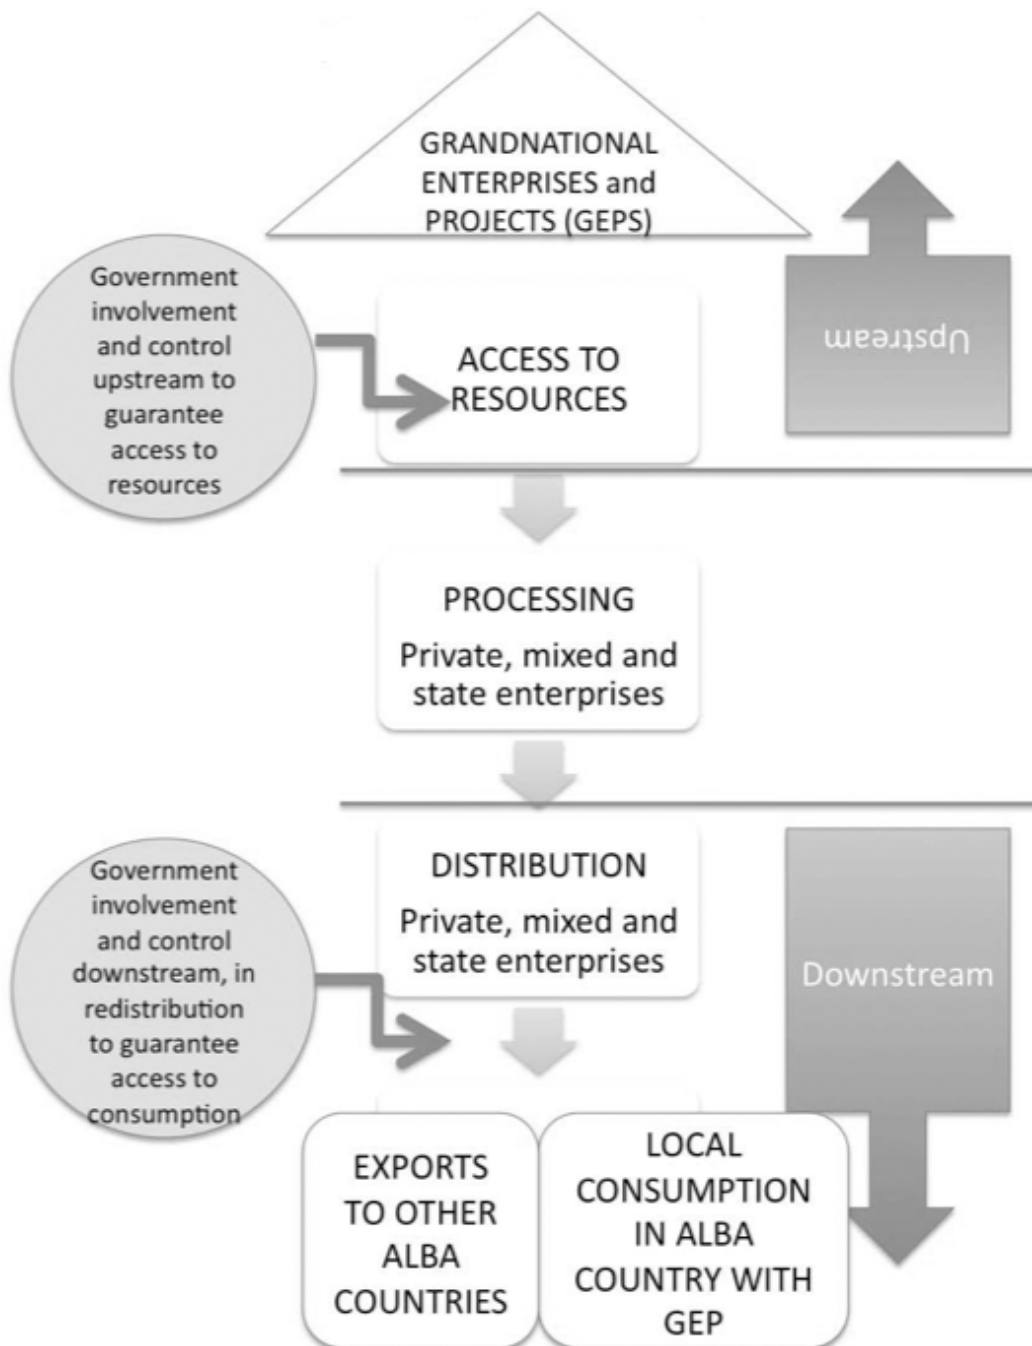 GRANDNATIONAL
ENTERPRISES and
PROJECTS (GEPS)
Government
involvement
and control
upstream to
guarantee
access to
resources
ACCESS TO
RESOURCES
Upstream
PROCESSING
Private, mixed and
state enterprises
Government
involvement
and control
downstream, in
redistribution
to guarantee
access to
consumption
DISTRIBUTION
Private, mixed and
state enterprises
Downstream
EXPORTS
TO OTHER
ALBA
COUNTRIES
LOCAL
CONSUMPTION
IN ALBA
COUNTRY WITH
GEP